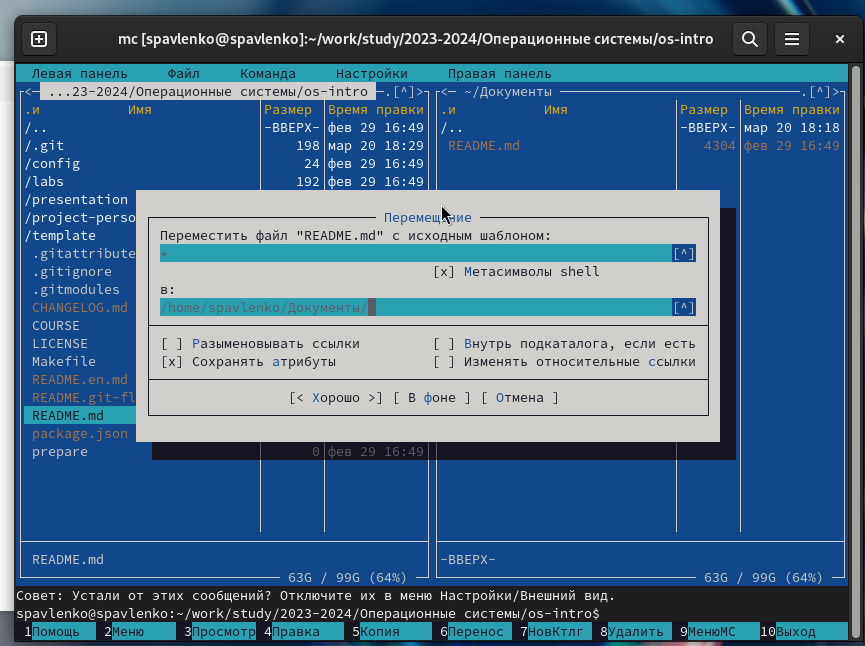 mc [spavlenko@spavlenko]:~/work/study/2023-2024/Операционные системы/os-intro
Левая панель Файл Команда Настройки Правая панель
<— ...23-2024/Операционные системы/os-intro —.[^]> <— ~/Документы —.[^]>
.и Имя Размер Время правки .и Имя Размер Время правки
/.. -ВВЕРХ- фев 29 16:49 /.. -ВВЕРХ- мар 20 18:18
/.git 198 мар 20 18:29 README.md 4304 фев 29 16:49
/config 24 фев 29 16:49
/labs 192 фев 29 16:49
/presentation
/project-perso
/template
.gitattribute
.gitignore
.gitmodules
CHANGELOG.md
COURSE
LICENSE
Makefile
README.en.md
README.git-fl
README.md
package.json
prepare 0 фев 29 16:49
Перемещение
Переместить файл "README.md" с исходным шаблоном:
* [^]
[x] Метасимволы shell
в:
/home/spavlenko/Документы/ [^]
[ ] Разыменовывать ссылки [ ] Внутрь подкаталога, если есть
[x] Сохранять атрибуты [ ] Изменять относительные ссылки
[< Хорошо >] [ В фоне ] [ Отмена ]
README.md -ВВЕРХ-
63G / 99G (64%) 63G / 99G (64%)
Совет: Устали от этих сообщений? Отключите их в меню Настройки/Внешний вид.
spavlenko@spavlenko:~/work/study/2023-2024/Операционные системы/os-intro$
1Помощь 2Меню 3Просмотр 4Правка 5Копия 6Перенос 7НовКтлг 8Удалить 9МенюМС 10Выход